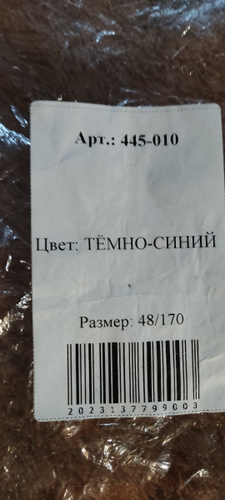 Арт.: 445-010
Цвет: ТЁМНО-СИНИЙ
Размер: 48/170
2023137799003